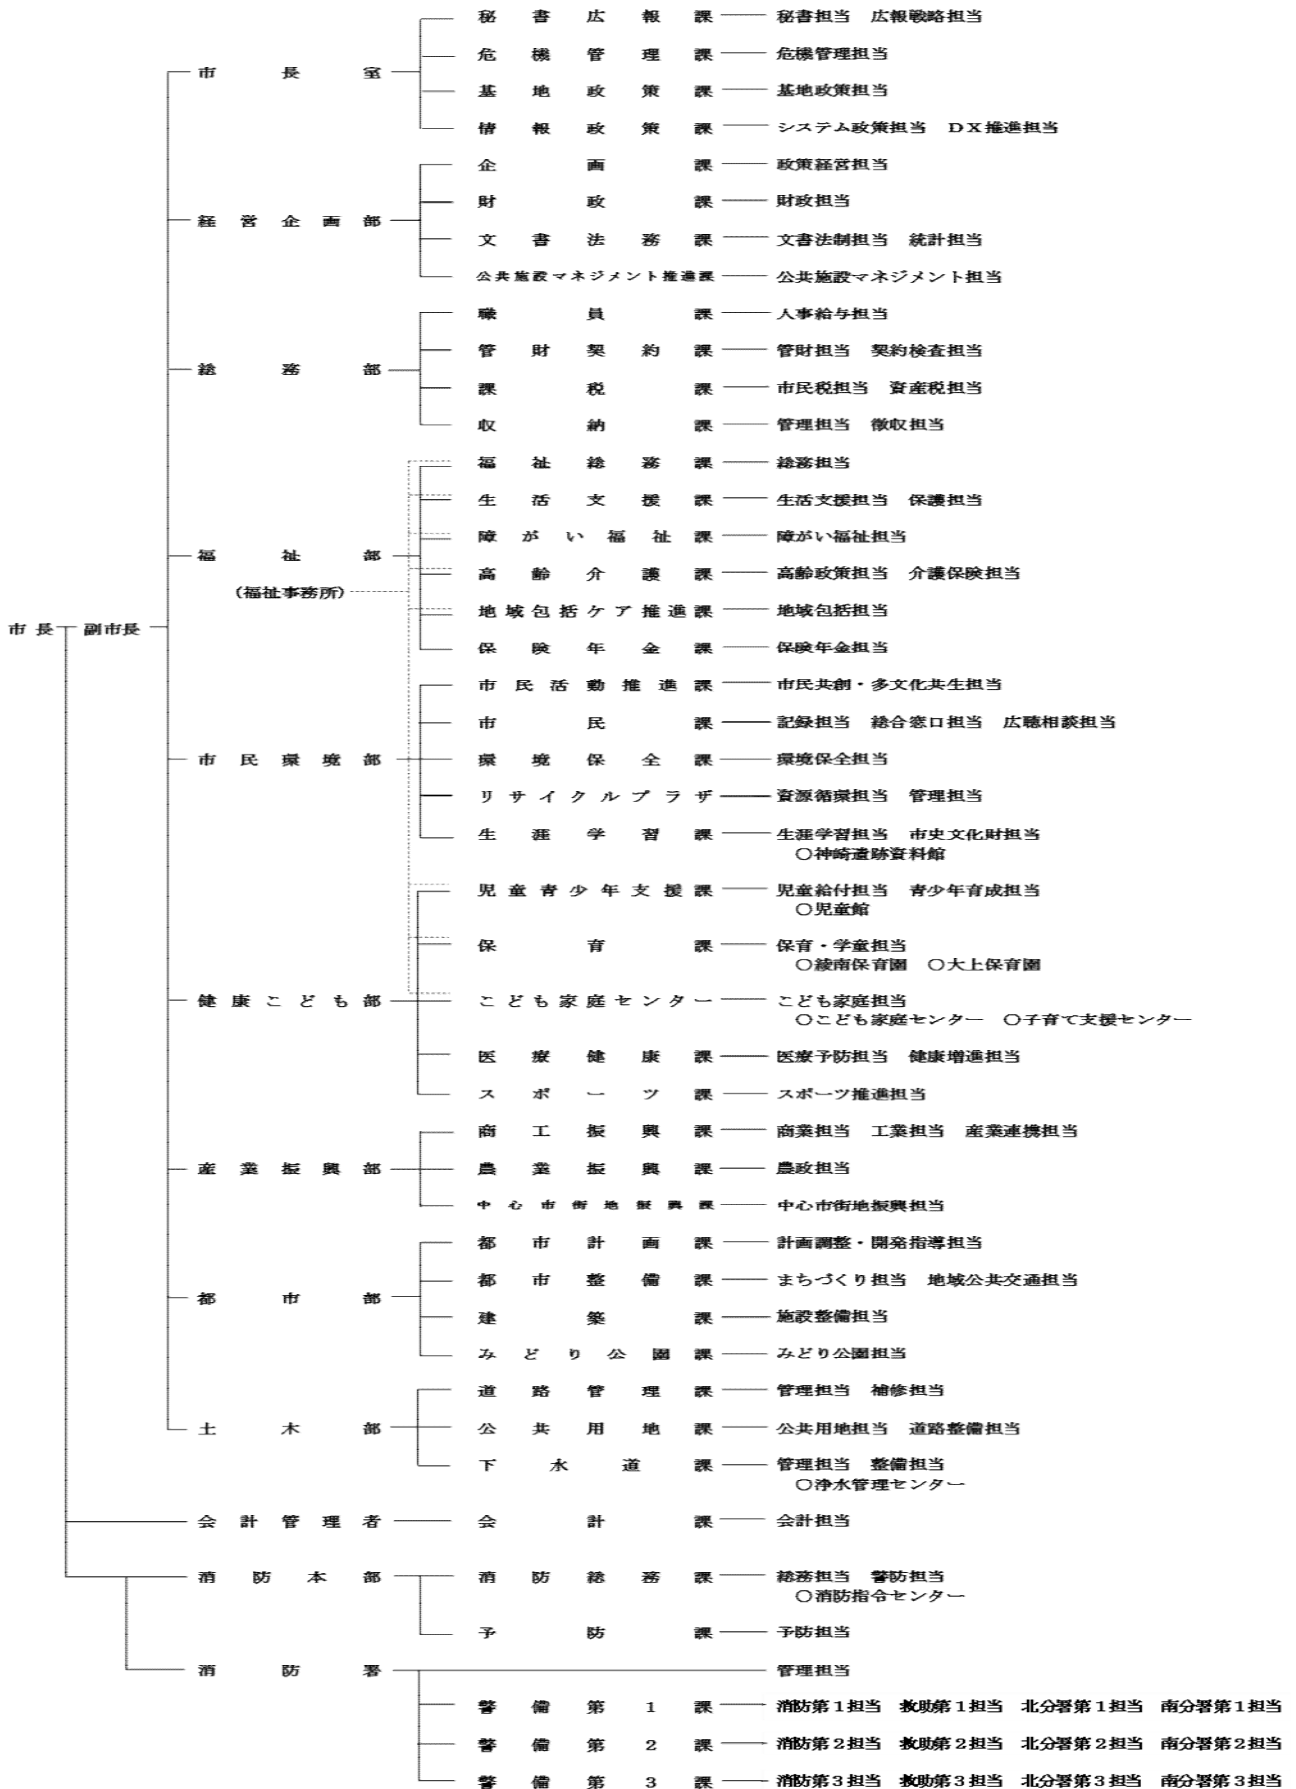 秘書広報課 秘書担当 広報戦略担当
危機管理課 危機管理担当
市長室
基地政策課 基地政策担当
情報政策課 システム政策担当 DX推進担当
企画課 政策経営担当
財政課 財政担当
経営企画部
文書法務課 文書法制担当 統計担当
公共施設マネジメント推進課 公共施設マネジメント担当
職員課 人事給与担当
管財契約課 管財担当 契約検査担当
総務部
課税課 市民税担当 資産税担当
収納課 管理担当 徴収担当
福祉総務課 総務担当
生活支援課 生活支援担当 保護担当
障がい福祉課 障がい福祉担当
福祉部
高齢介護課 高齢政策担当 介護保険担当
(福祉事務所)
地域包括ケア推進課 地域包括担当
市長 副市長
保険年金課 保険年金担当
市民活動推進課 市民共創・多文化共生担当
市民課 記録担当 総合窓口担当 広聴相談担当
市民環境部 環境保全課 環境保全担当
リサイクルプラザ 資源循環担当 管理担当
生涯学習課 生涯学習担当 市史文化財担当
○神崎遺跡資料館
児童青少年支援課 児童給付担当 青少年育成担当
○児童館
保育課 保育・学童担当
○綾南保育園 ○大上保育園
健康こども部 こども家庭センター こども家庭担当
○こども家庭センター ○子育て支援センター
医療健康課 医療予防担当 健康増進担当
スポーツ課 スポーツ推進担当
商工振興課 商業担当 工業担当 産業連携担当
産業振興部 農業振興課 農政担当
中心市街地振興課 中心市街地振興担当
都市計画課 計画調整・開発指導担当
都市整備課 まちづくり担当 地域公共交通担当
都市部
建築課 施設整備担当
みどり公園課 みどり公園担当
道路管理課 管理担当 補修担当
土木部 公共用地課 公共用地担当 道路整備担当
下水道課 管理担当 整備担当
○浄水管理センター
会計管理者 会計課 会計担当
消防本部 消防総務課 総務担当 警防担当
○消防指令センター
予防課 予防担当
消防署 管理担当
警備第1課 消防第1担当 救助第1担当 北分署第1担当 南分署第1担当
警備第2課 消防第2担当 救助第2担当 北分署第2担当 南分署第2担当
警備第3課 消防第3担当 救助第3担当 北分署第3担当 南分署第3担当